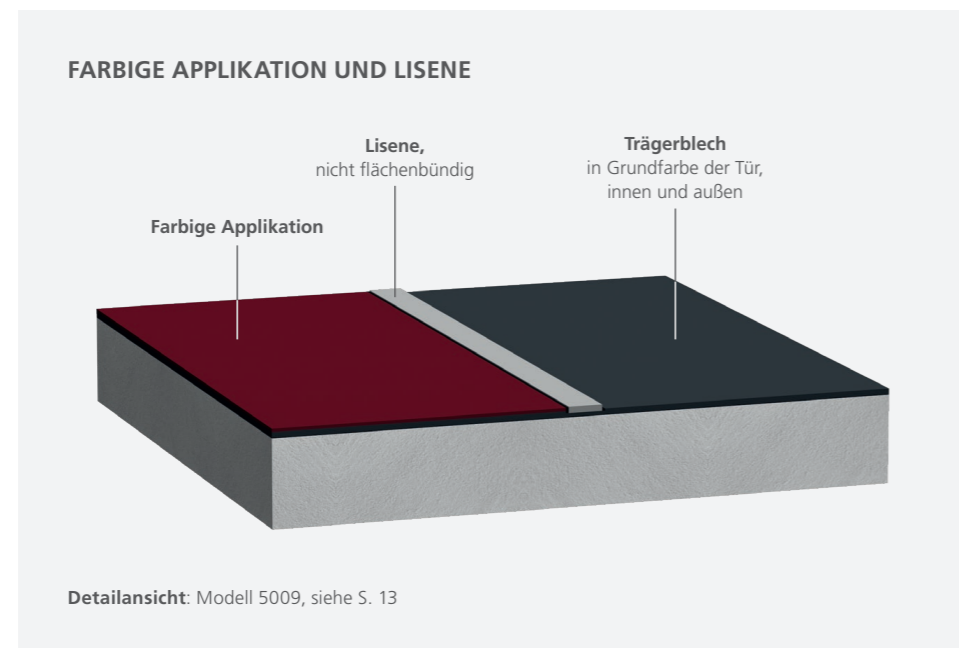 FARBIGE APPLIKATION UND LISENE
Lisene,
nicht flächenbündig
Trägerblech
in Grundfarbe der Tür,
innen und außen
Farbige Applikation
Detailansicht: Modell 5009, siehe S. 13